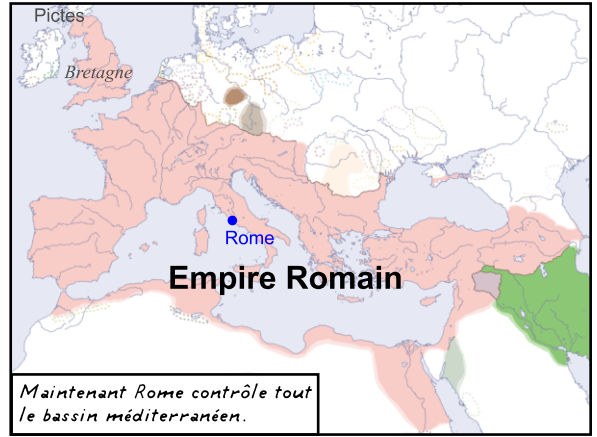 Pictes
Bretagne
Rome
Empire Romain
Maintenant Rome contrôle tout
le bassin méditerranéen.